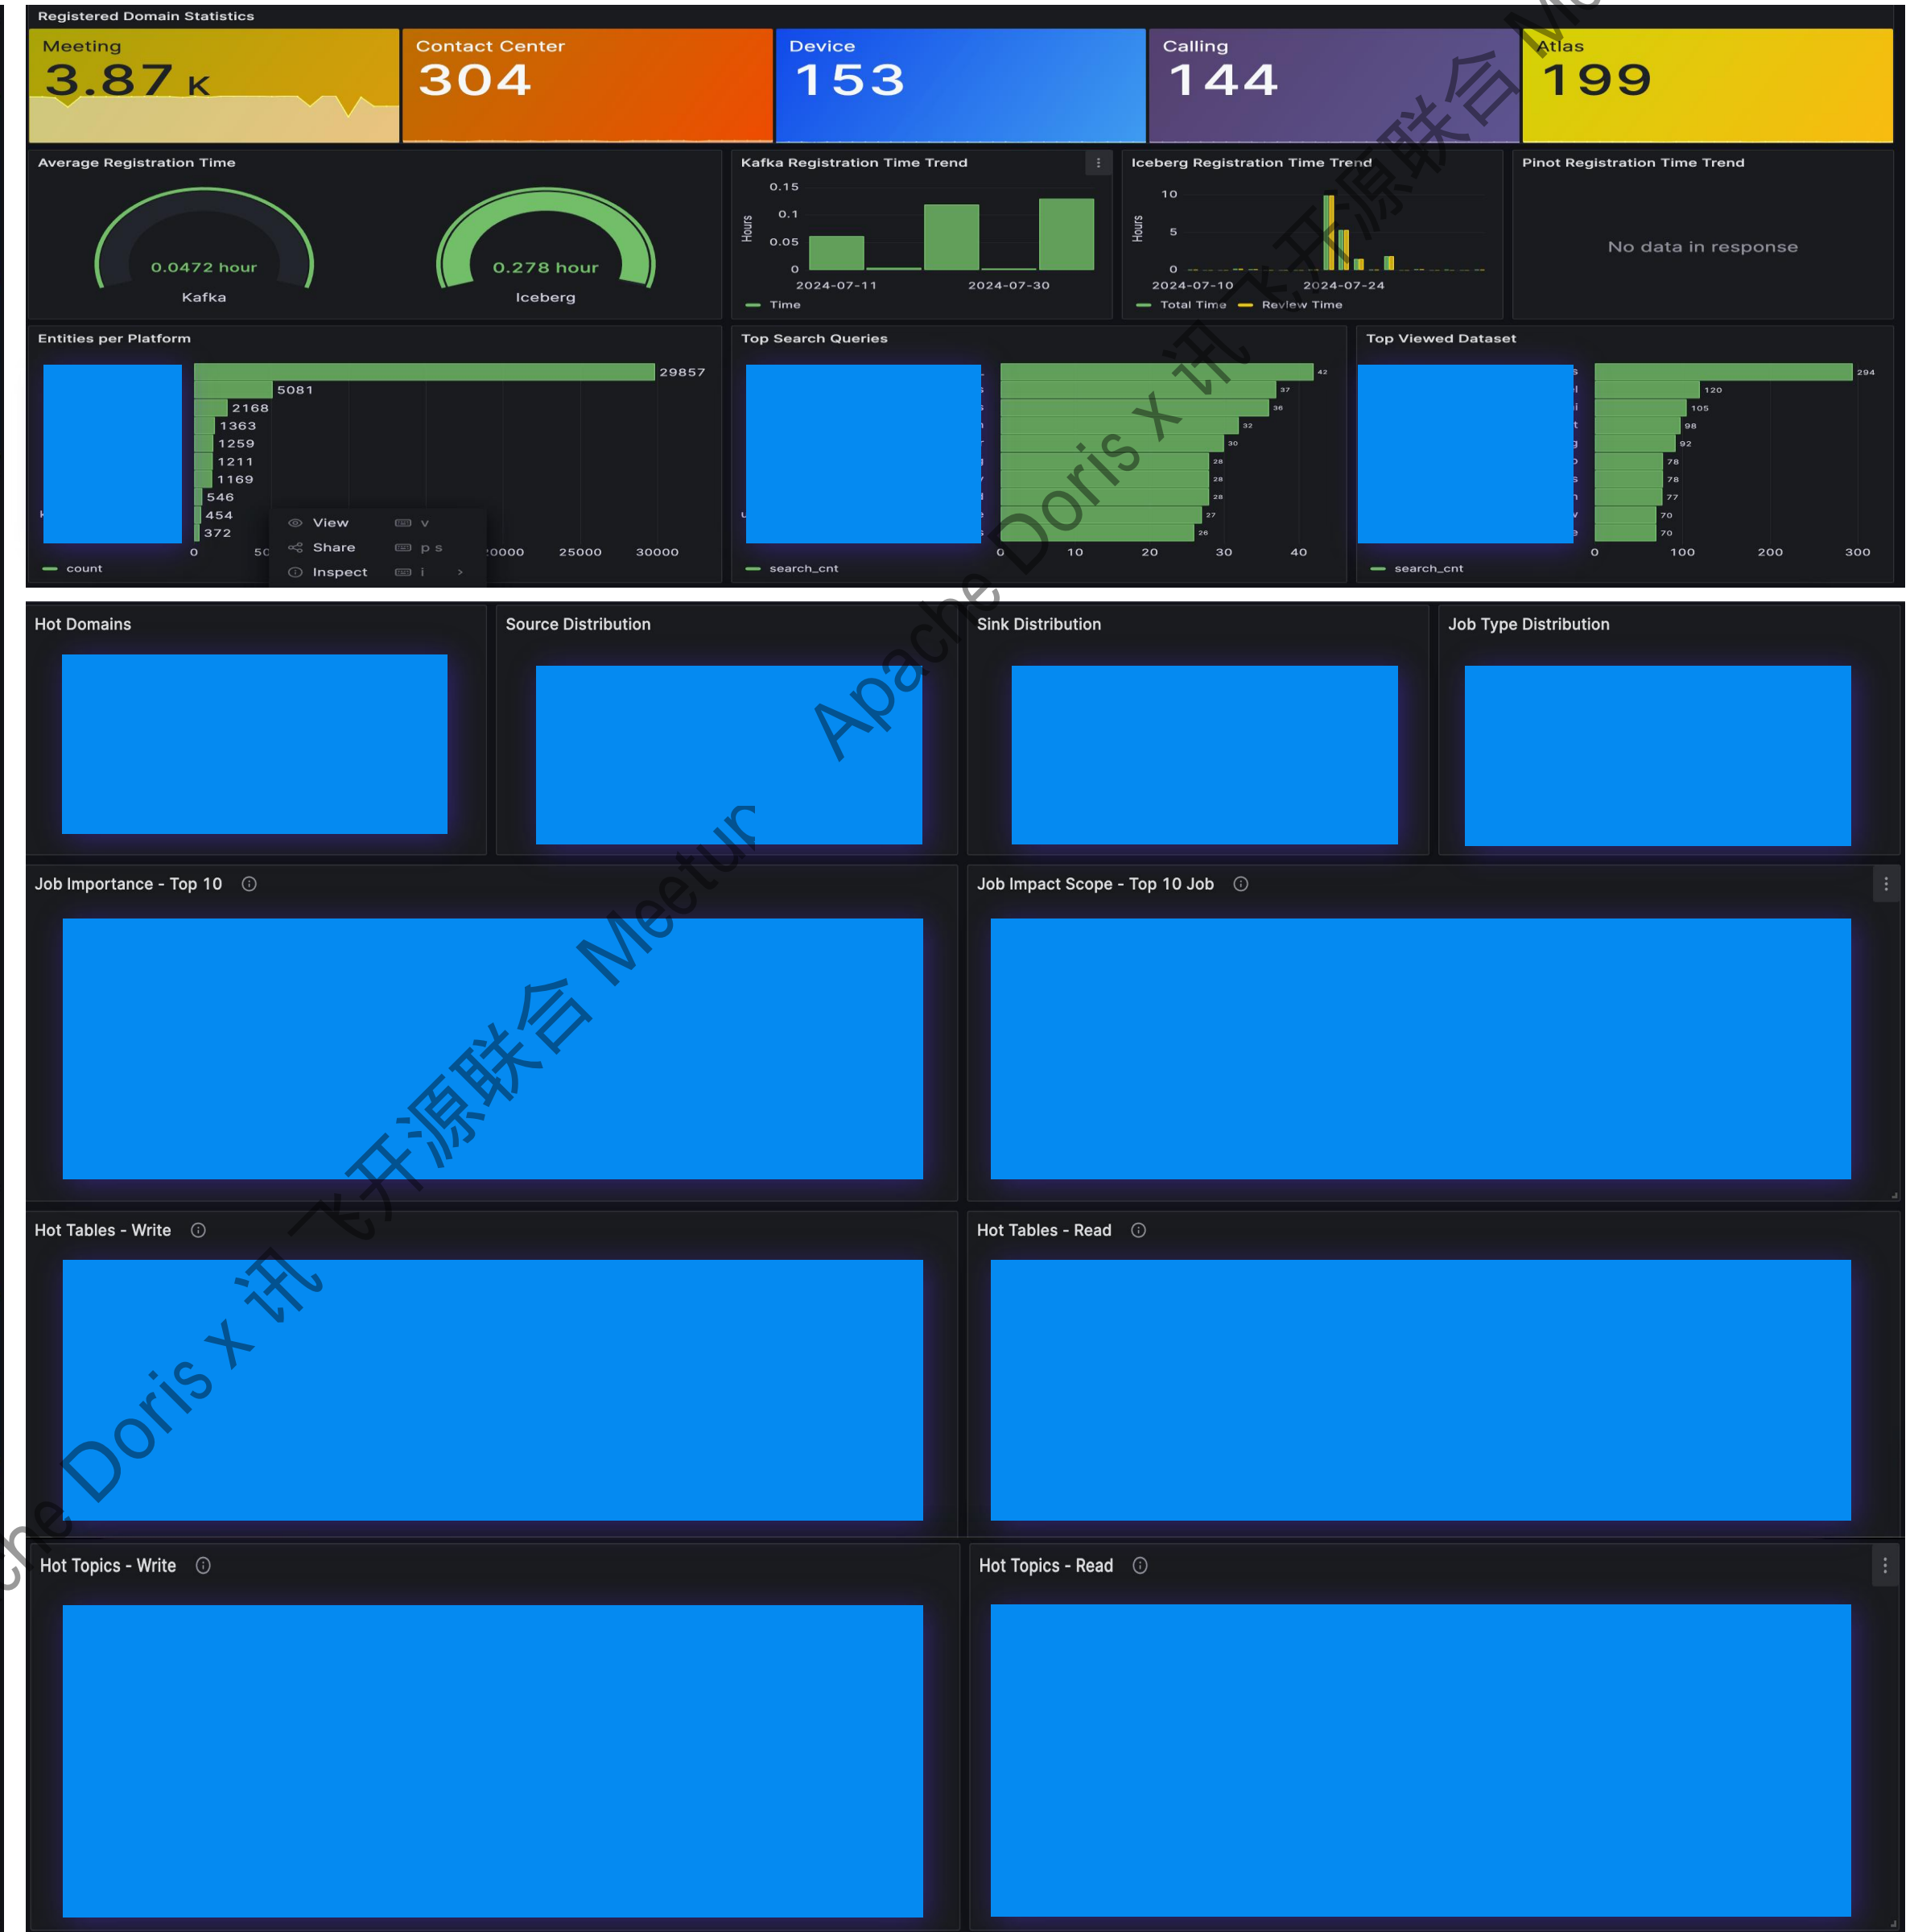 Registered Domain Statistics
Meeting
3.87 K
Contact Center
304
Device
153
Calling
144
Atlas
199
Average Registration Time
0.0472 hour
Kafka
0.278 hour
Iceberg
Kafka Registration Time Trend
Hours
0.15
0.1
0.05
0
2024-07-11 2024-07-30
Time
Iceberg Registration Time Trend
Hours
10
5
0
2024-07-10 2024-07-24
Total Time Review Time
Pinot Registration Time Trend
No data in response
Entities per Platform
29857
5081
2168
1363
1259
1211
1169
546
454
372
0 25000 30000
count
View v
Share p s
Inspect i >
Top Search Queries
42
37
36
32
30
28
28
28
27
26
0 10 20 30 40
search_cnt
Top Viewed Dataset
294
120
105
98
92
78
78
77
70
70
0 100 200 300
search_cnt
Hot Domains
Source Distribution
Sink Distribution
Job Type Distribution
Job Importance - Top 10
Job Impact Scope - Top 10 Job
Hot Tables - Write
Hot Tables - Read
Hot Topics - Write
Hot Topics - Read
Apache Doris x 讯飞开源联合
Doris x 讯飞开源联合 Meetup